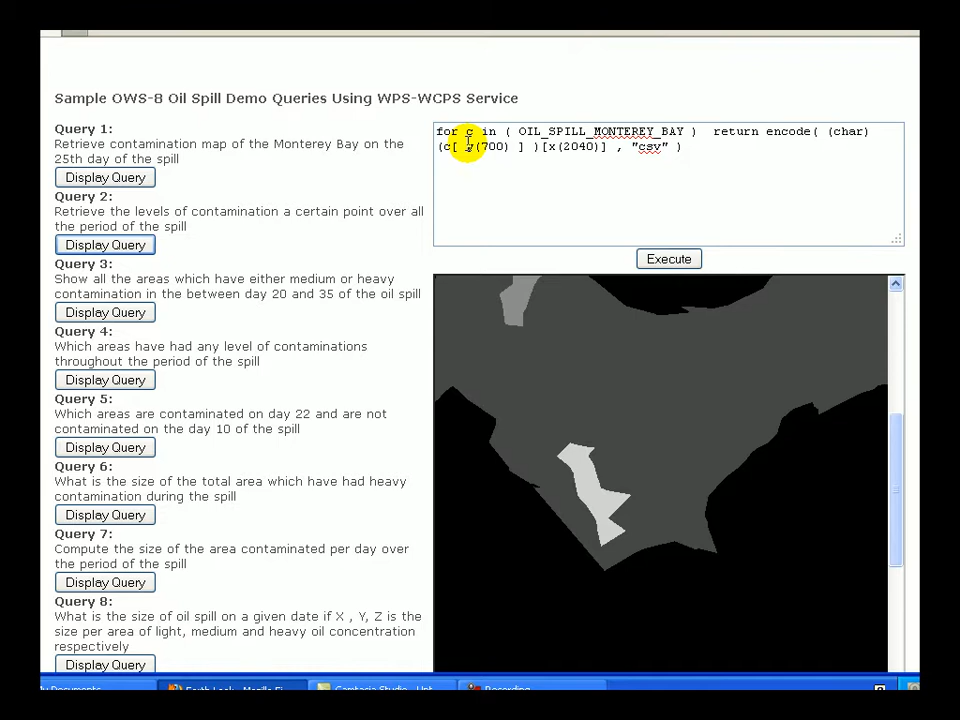 Sample OWS-8 Oil Spill Demo Queries Using WPS-WCPS Service
Query 1:
Retrieve contamination map of the Monterey Bay on the
25th day of the spill
Display Query
Query 2:
Retrieve the levels of contamination a certain point over all
the period of the spill
Display Query
Query 3:
Show all the areas which have either medium or heavy
contamination in the between day 20 and 35 of the oil spill
Display Query
Query 4:
Which areas have had any level of contaminations
throughout the period of the spill
Display Query
Query 5:
Which areas are contaminated on day 22 and are not
contaminated on the day 10 of the spill
Display Query
Query 6:
What is the size of the total area which have had heavy
contamination during the spill
Display Query
Query 7:
Compute the size of the area contaminated per day over
the period of the spill
Display Query
Query 8:
What is the size of oil spill on a given date if X , Y, Z is the
size per area of light, medium and heavy oil concentration
respectively
Display Query
for c in ( OIL_SPILL_MONTEREY_BAY ) return encode( (char)
(c[ y(700) ] )[x(2040)] , "csv" )
Execute
My Documents
Earth Look - Mozilla Fi...
Camtasia Studio - Unt...
Recording...